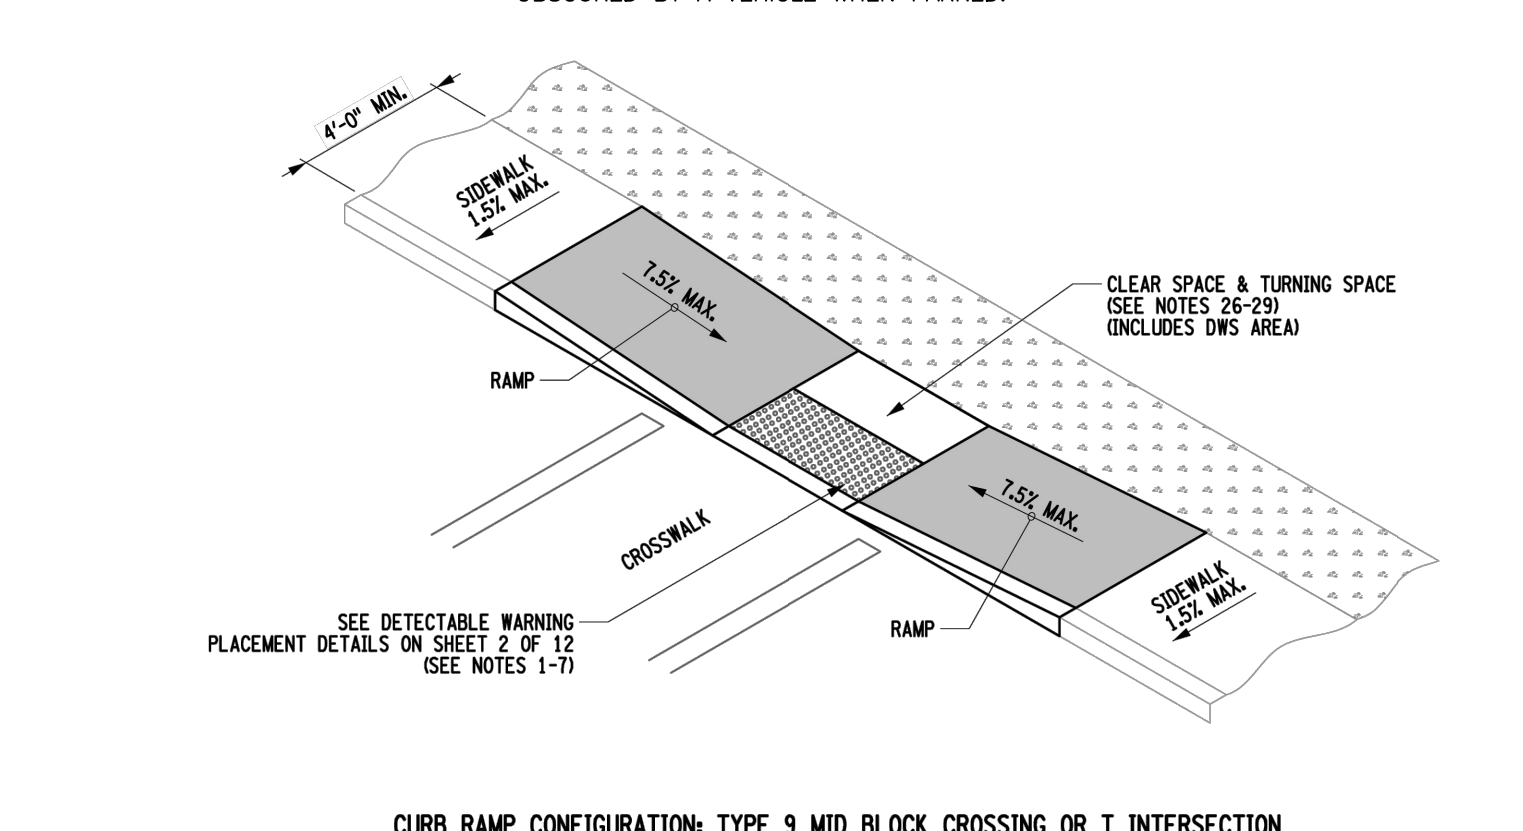 4'-0" MIN.
SIDEWALK
1.5% MAX.
7.5% MAX.
CLEAR SPACE & TURNING SPACE
(SEE NOTES 26-29)
(INCLUDES DWS AREA)
RAMP
7.5% MAX.
CROSSWALK
SIDEWALK
1.5% MAX.
SEE DETECTABLE WARNING
PLACEMENT DETAILS ON SHEET 2 OF 12
(SEE NOTES 1-7)
RAMP
CURB RAMP CONFIGURATION: TYPE 9 MID BLOCK CROSSING OR T INTERSECTION